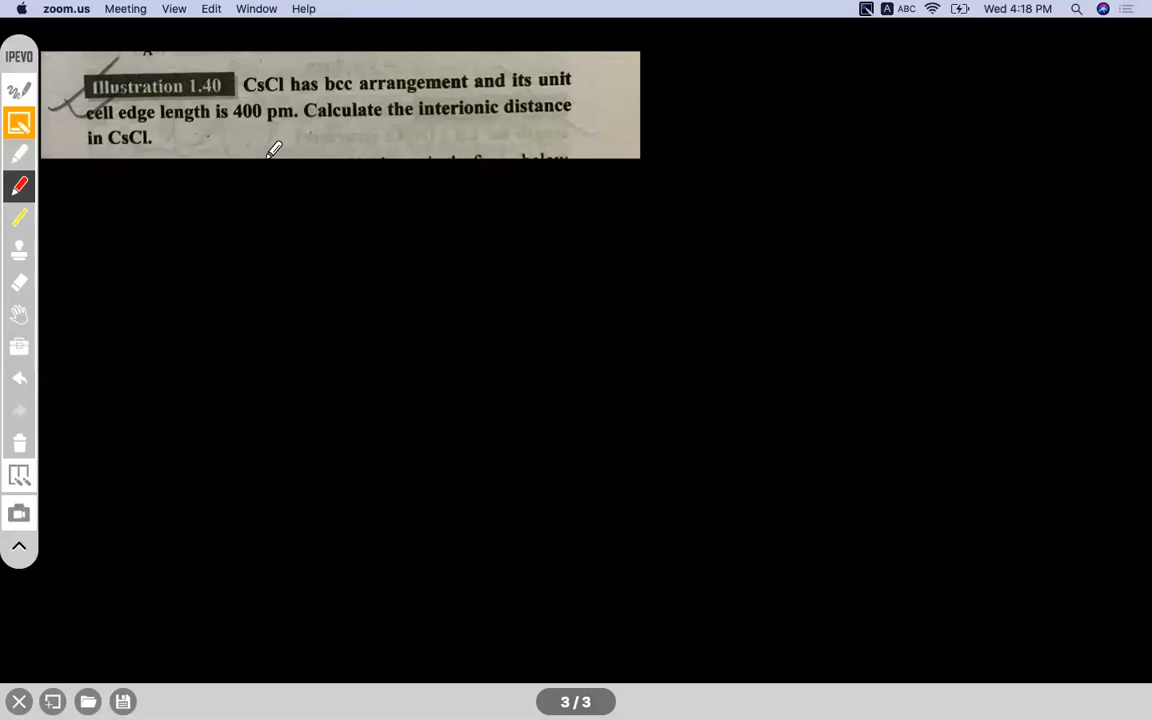 zoom.us Meeting View Edit Window Help
A ABC Wed 4:18 PM
IPEVO
Illustration 1.40 CsCl has bcc arrangement and its unit
cell edge length is 400 pm. Calculate the interionic distance
in CsCl.
3 / 3